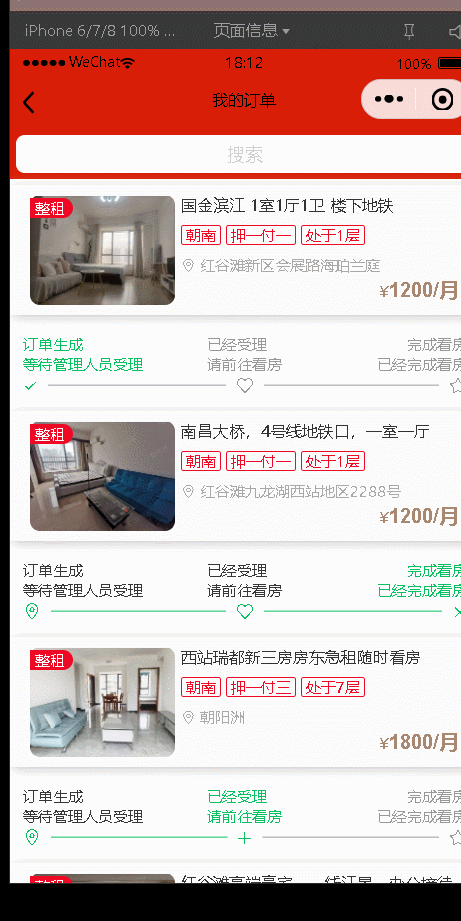 iPhone 6/7/8 100% ...
页面信息
WeChat
18:12
100%
我的订单
搜索
整租
国金滨江 1室1厅1卫 楼下地铁
朝南 押一付一 处于1层
红谷滩新区会展路海珀兰庭
¥1200/月
订单生成 已经受理 完成看房
等待管理人员受理 请前往看房 已经完成看房
整租
南昌大桥，4号线地铁口，一室一厅
朝南 押一付一 处于1层
红谷滩九龙湖西站地区2288号
¥1200/月
订单生成 已经受理 完成看房
等待管理人员受理 请前往看房 已经完成看房
整租
西站瑞都新三房房东急租随时看房
朝南 押一付三 处于7层
朝阳洲
¥1800/月
订单生成 已经受理 完成看房
等待管理人员受理 请前往看房 已经完成看房
整租